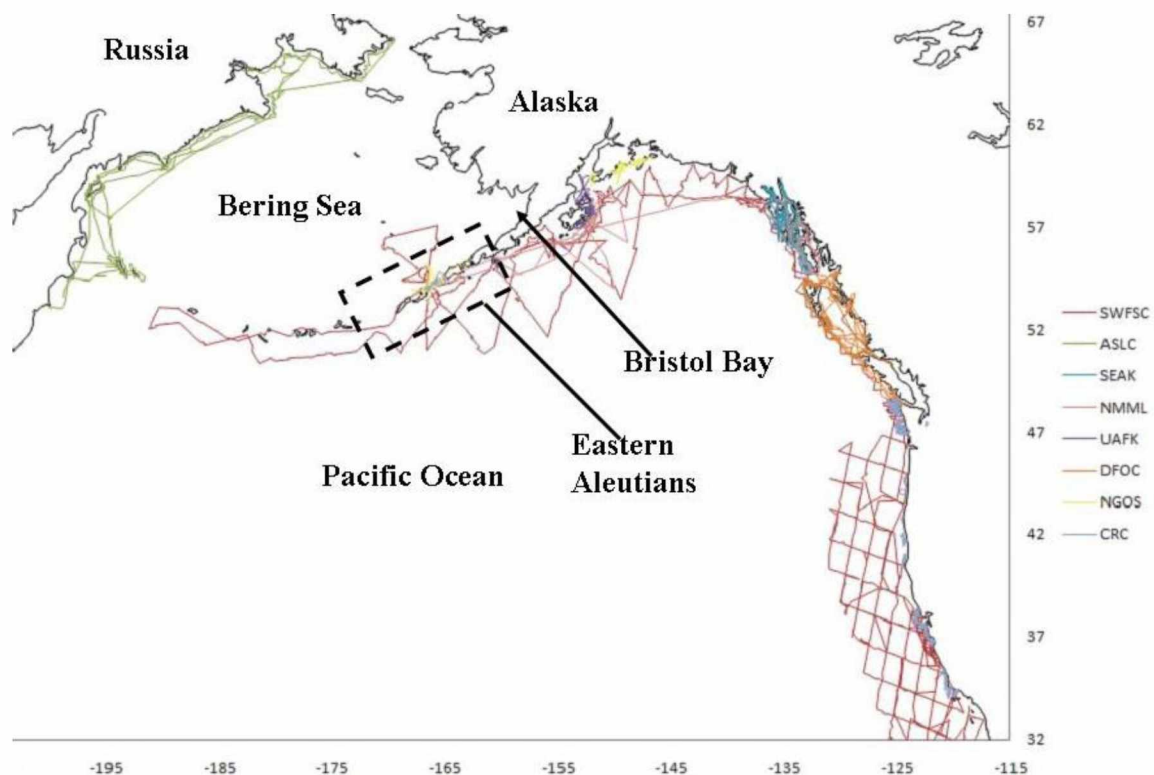 Russia
Alaska
Bering Sea
Bristol Bay
Eastern
Aleutians
Pacific Ocean
67
62
57
52
47
42
37
32
-195
-185
-175
-165
-155
-145
-135
-125
-115
SWFSC
ASLC
SEAK
NMML
UAFK
DFOC
NGOS
CRC